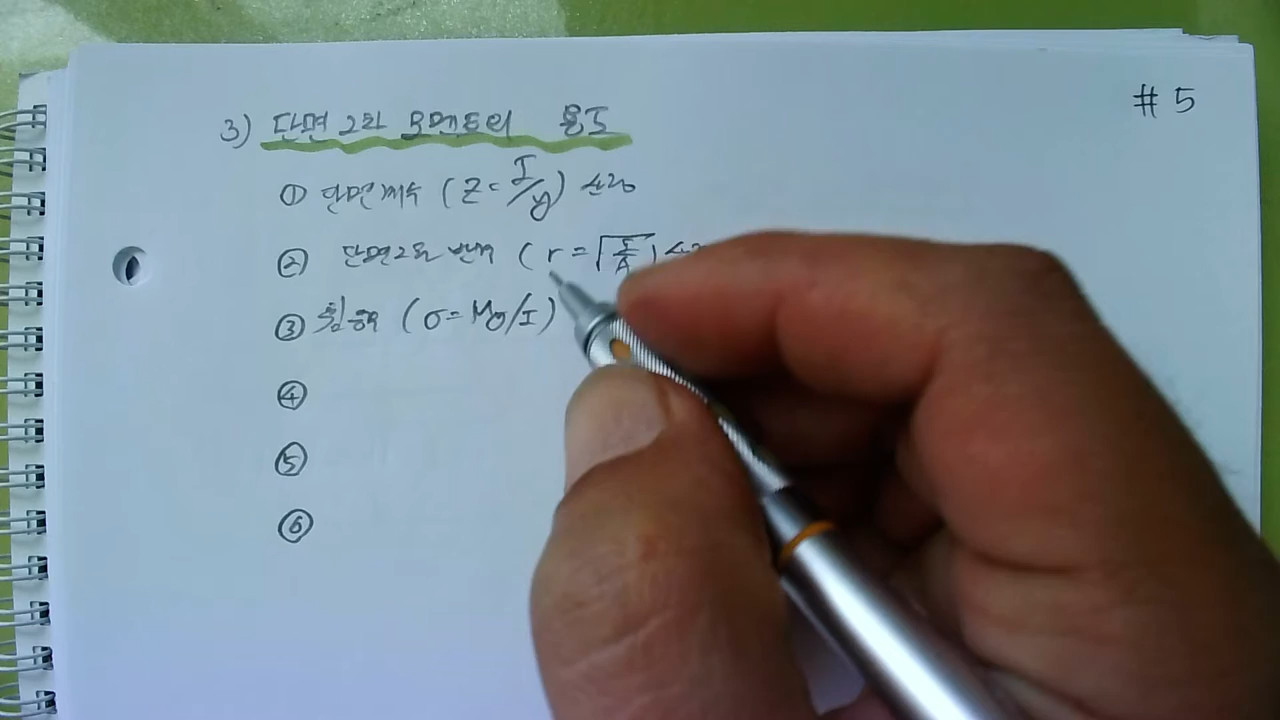 #5
3) 단면 2차 모멘트의 용도
① 단면계수 (Z = I/y) 산정
② 단면2차 반경 (r = √I/A)
③ 휨응력 (σ = My/I)
④
⑤
⑥